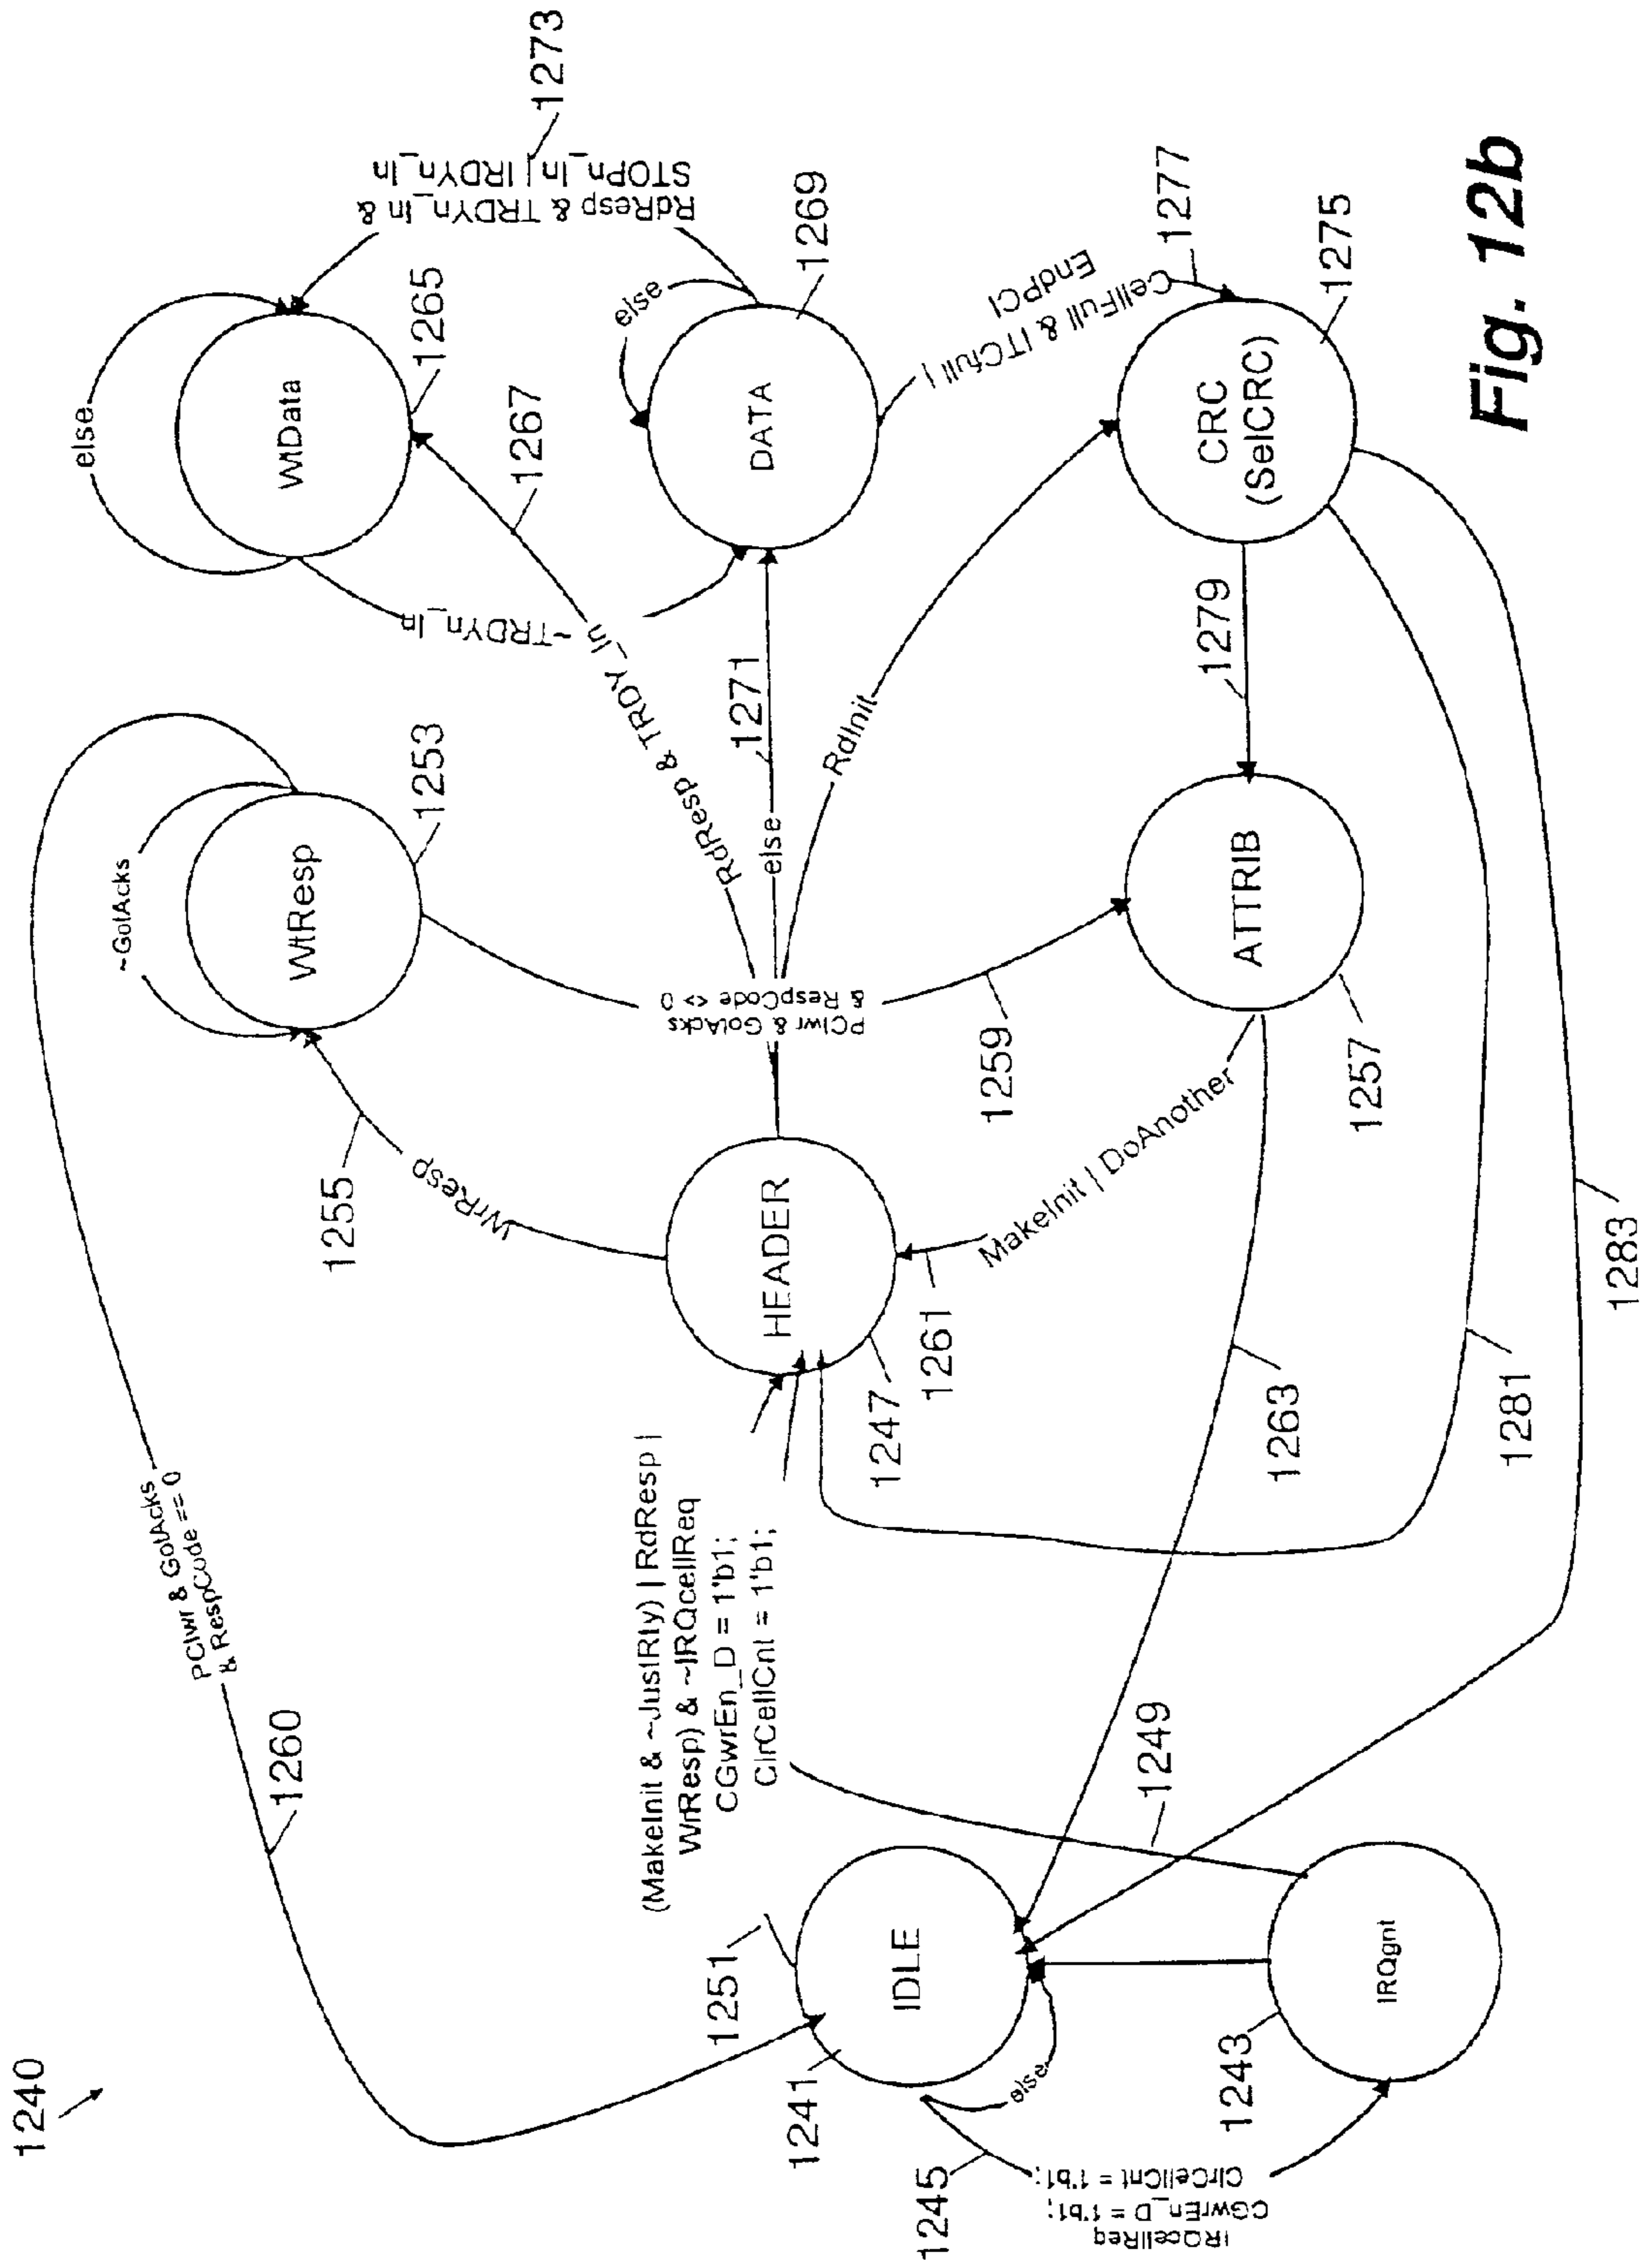 1240
1260
PCIwr & GotAcks
& RespCode == 0
~GotAcks
WtResp
1253
1255
WrResp
else
WtData
1265
1267
~TRDYn_In
RdResp & TRDY_In
RdResp & TRDYn_In &
STOPn_In | IRDYn_In
1273
else
DATA
1269
1271
else
RdInit
CellFull & ITCfull |
EndPCI
1277
CRC
(SelCRC)
1275
1279
PCIwr & GotAcks
& RespCode <> 0
1259
ATTRIB
1257
HEADER
1247
1261
MakeInit | DoAnother
1263
1281
1283
(MakeInit & ~JustRty) | RdResp |
WrResp) & ~IRQcellReq
CGwrEn_D = 1'b1;
ClrCellCnt = 1'b1;
1251
IDLE
1241
else
1249
IRQgnt
1243
1245
IRQcellReq
CGwrEn_D = 1'b1;
ClrCellCnt = 1'b1;
Fig. 12b